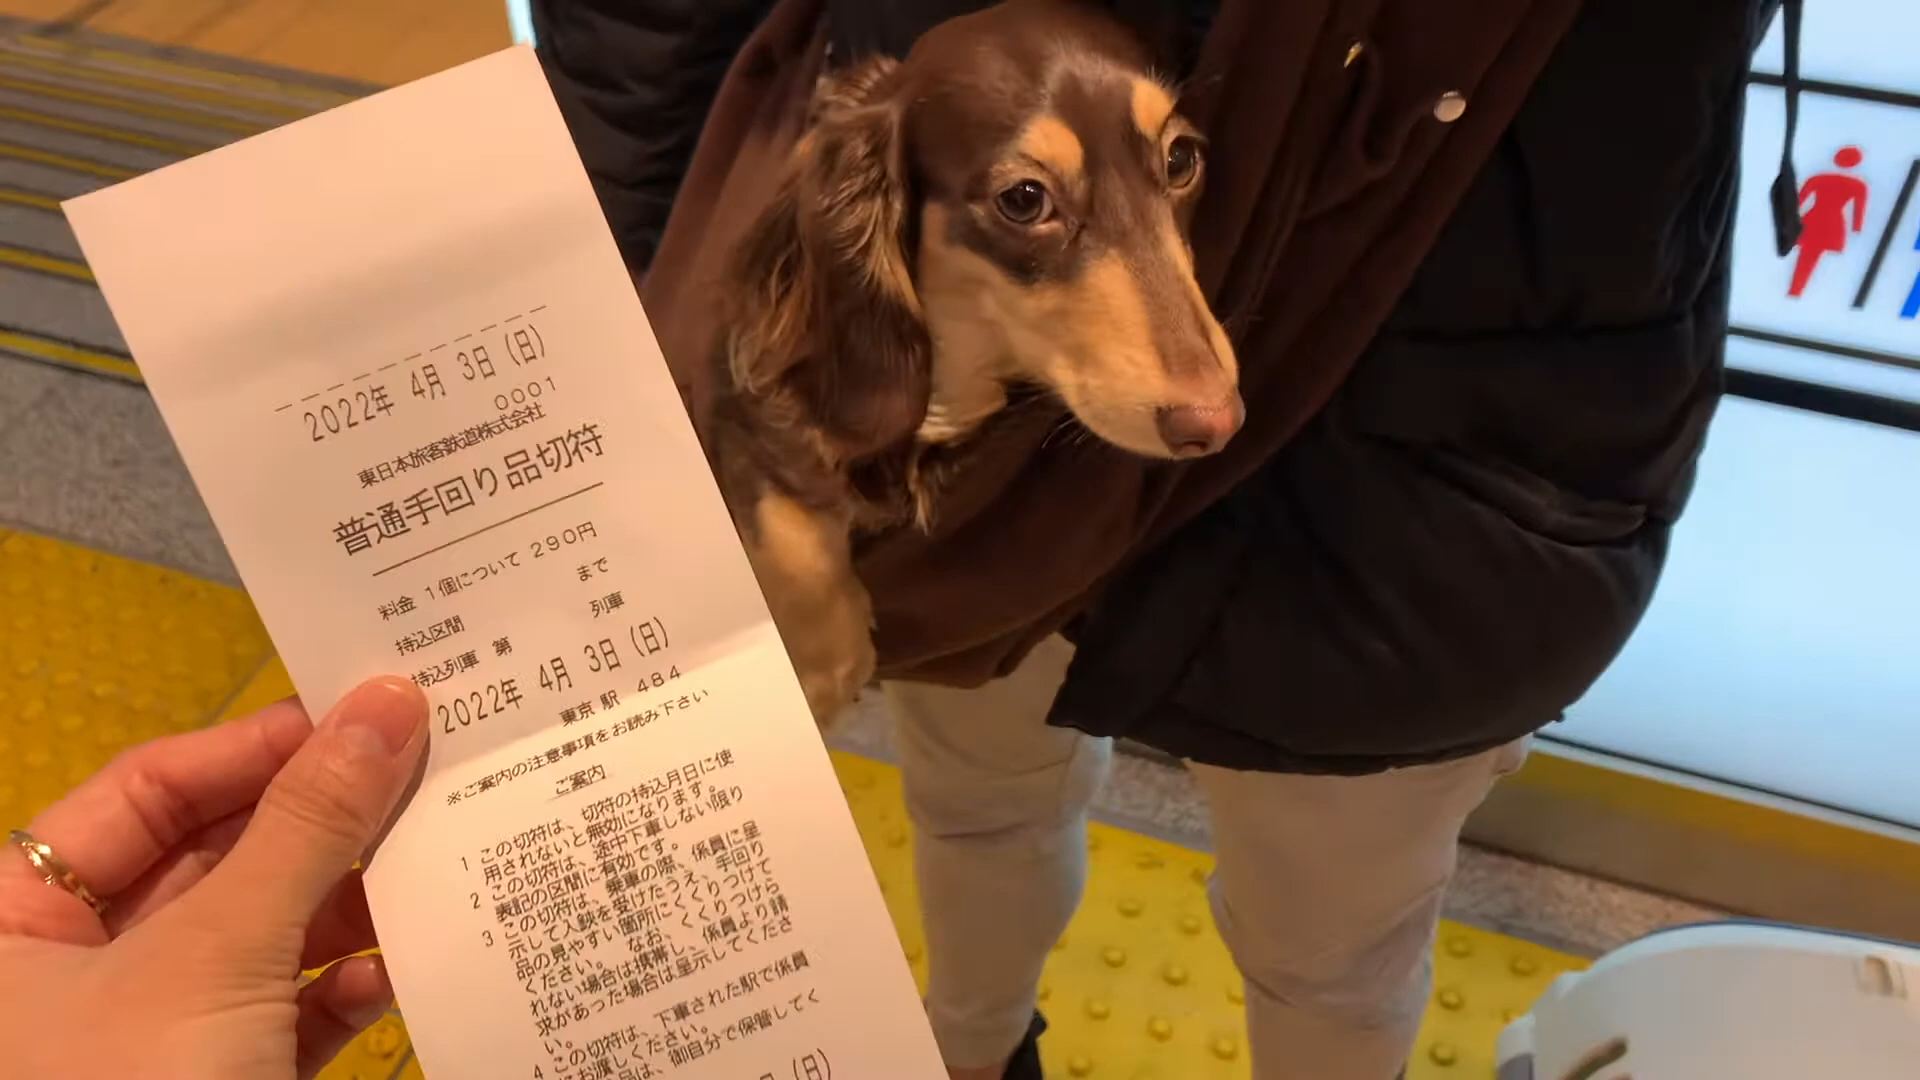 2022年 4月 3日（日）
0001
東日本旅客鉄道株式会社
普通手回り品切符
料金 1個について 290円
持込区間 まで
持込列車 第 列車
2022年 4月 3日（日）
東京 駅 484
※ご案内の注意事項をお読み下さい
ご案内
1 この切符は、切符の持込月日に使
用されないと無効になります。
2 この切符は、途中下車しない限り
表記の区間に有効です。
3 この切符は、乗車の際、係員に呈
示して入鋏を受けたうえ、手回り
品の見やすい箇所にくくりつけて
ください。 なお、くくりつけら
れない場合は携帯し、係員より請
求があった場合は呈示してくださ
い。
4 この切符は、下車された駅で係員
にお渡しください。
品は、御自分で保管してく
日（日）